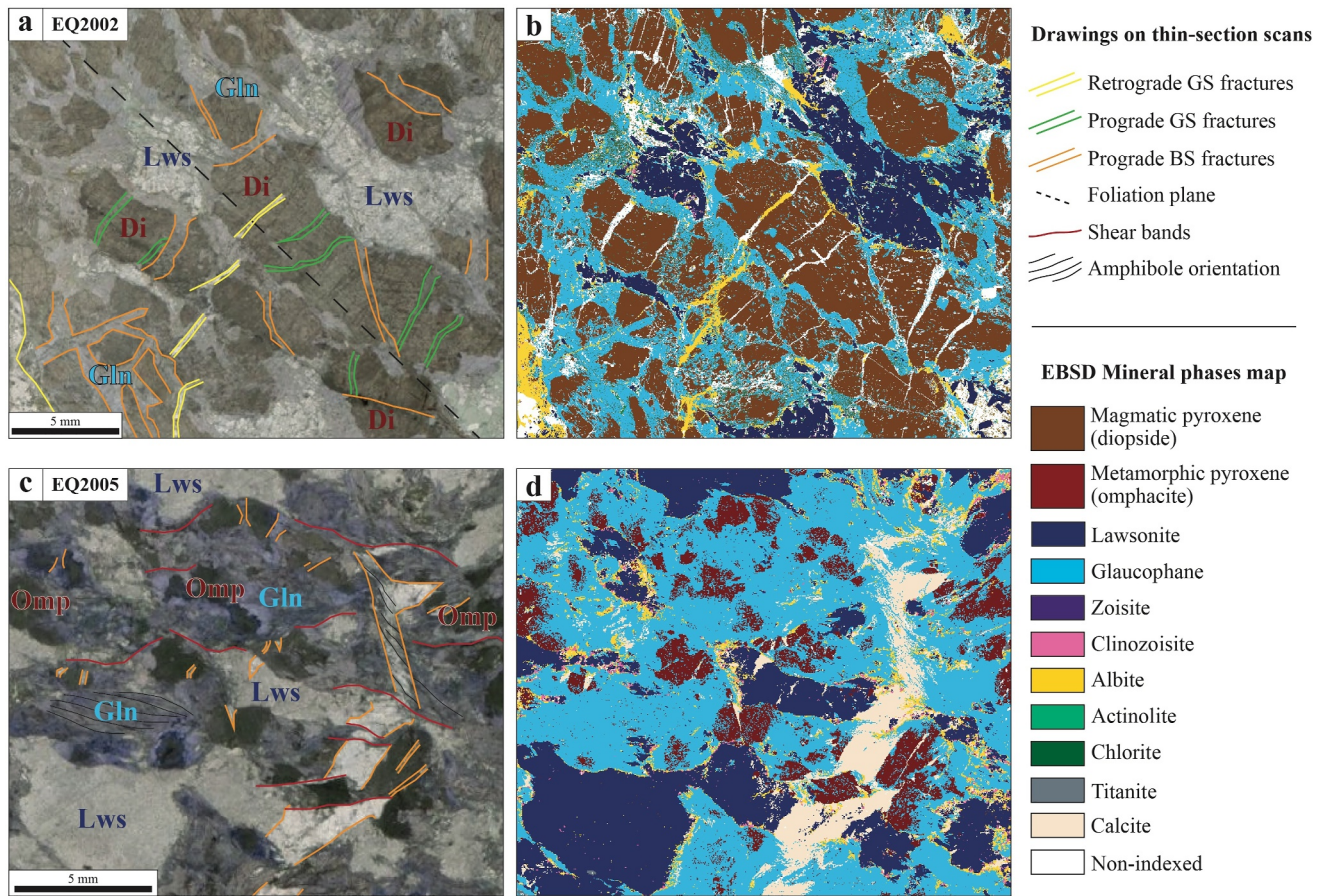 a EQ2002
Gln
Di
Lws
Di
Lws
Di
Gln
Di
5 mm
b
c EQ2005
Lws
Omp
Omp
Gln
Omp
Lws
Gln
Lws
5 mm
d
Drawings on thin-section scans
Retrograde GS fractures
Prograde GS fractures
Prograde BS fractures
Foliation plane
Shear bands
Amphibole orientation
EBSD Mineral phases map
Magmatic pyroxene
(diopside)
Metamorphic pyroxene
(omphacite)
Lawsonite
Glaucophane
Zoisite
Clinozoisite
Albite
Actinolite
Chlorite
Titanite
Calcite
Non-indexed